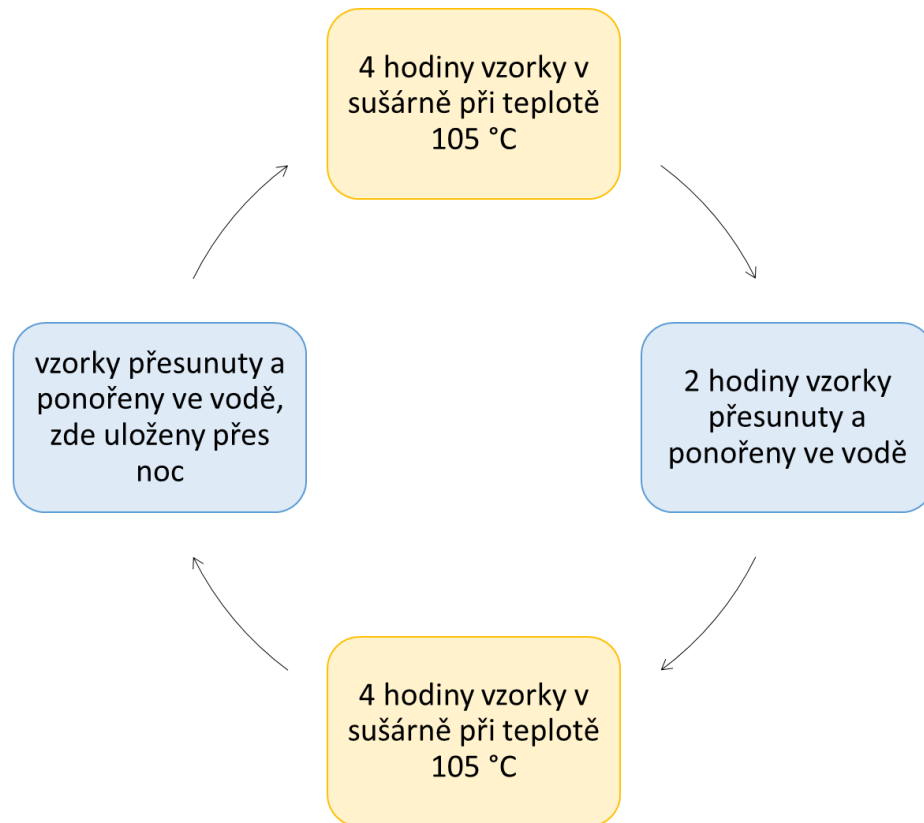 4 hodiny vzorky v
sušárně při teplotě
105 °C
2 hodiny vzorky
přesunuty a
ponořeny ve vodě
4 hodiny vzorky v
sušárně při teplotě
105 °C
vzorky přesunuty a
ponořeny ve vodě,
zde uloženy přes
noc